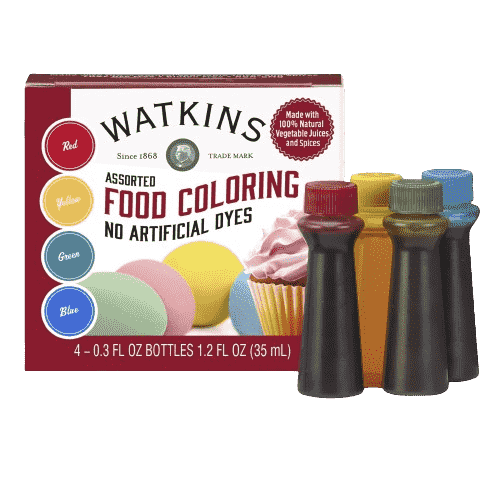 WATKINS
Since 1868 TRADE MARK
Made with
100% Natural
Vegetable Juices
and Spices
ASSORTED
FOOD COLORING
NO ARTIFICIAL DYES
Red
Yellow
Green
Blue
4 – 0.3 FL OZ BOTTLES 1.2 FL OZ (35 mL)